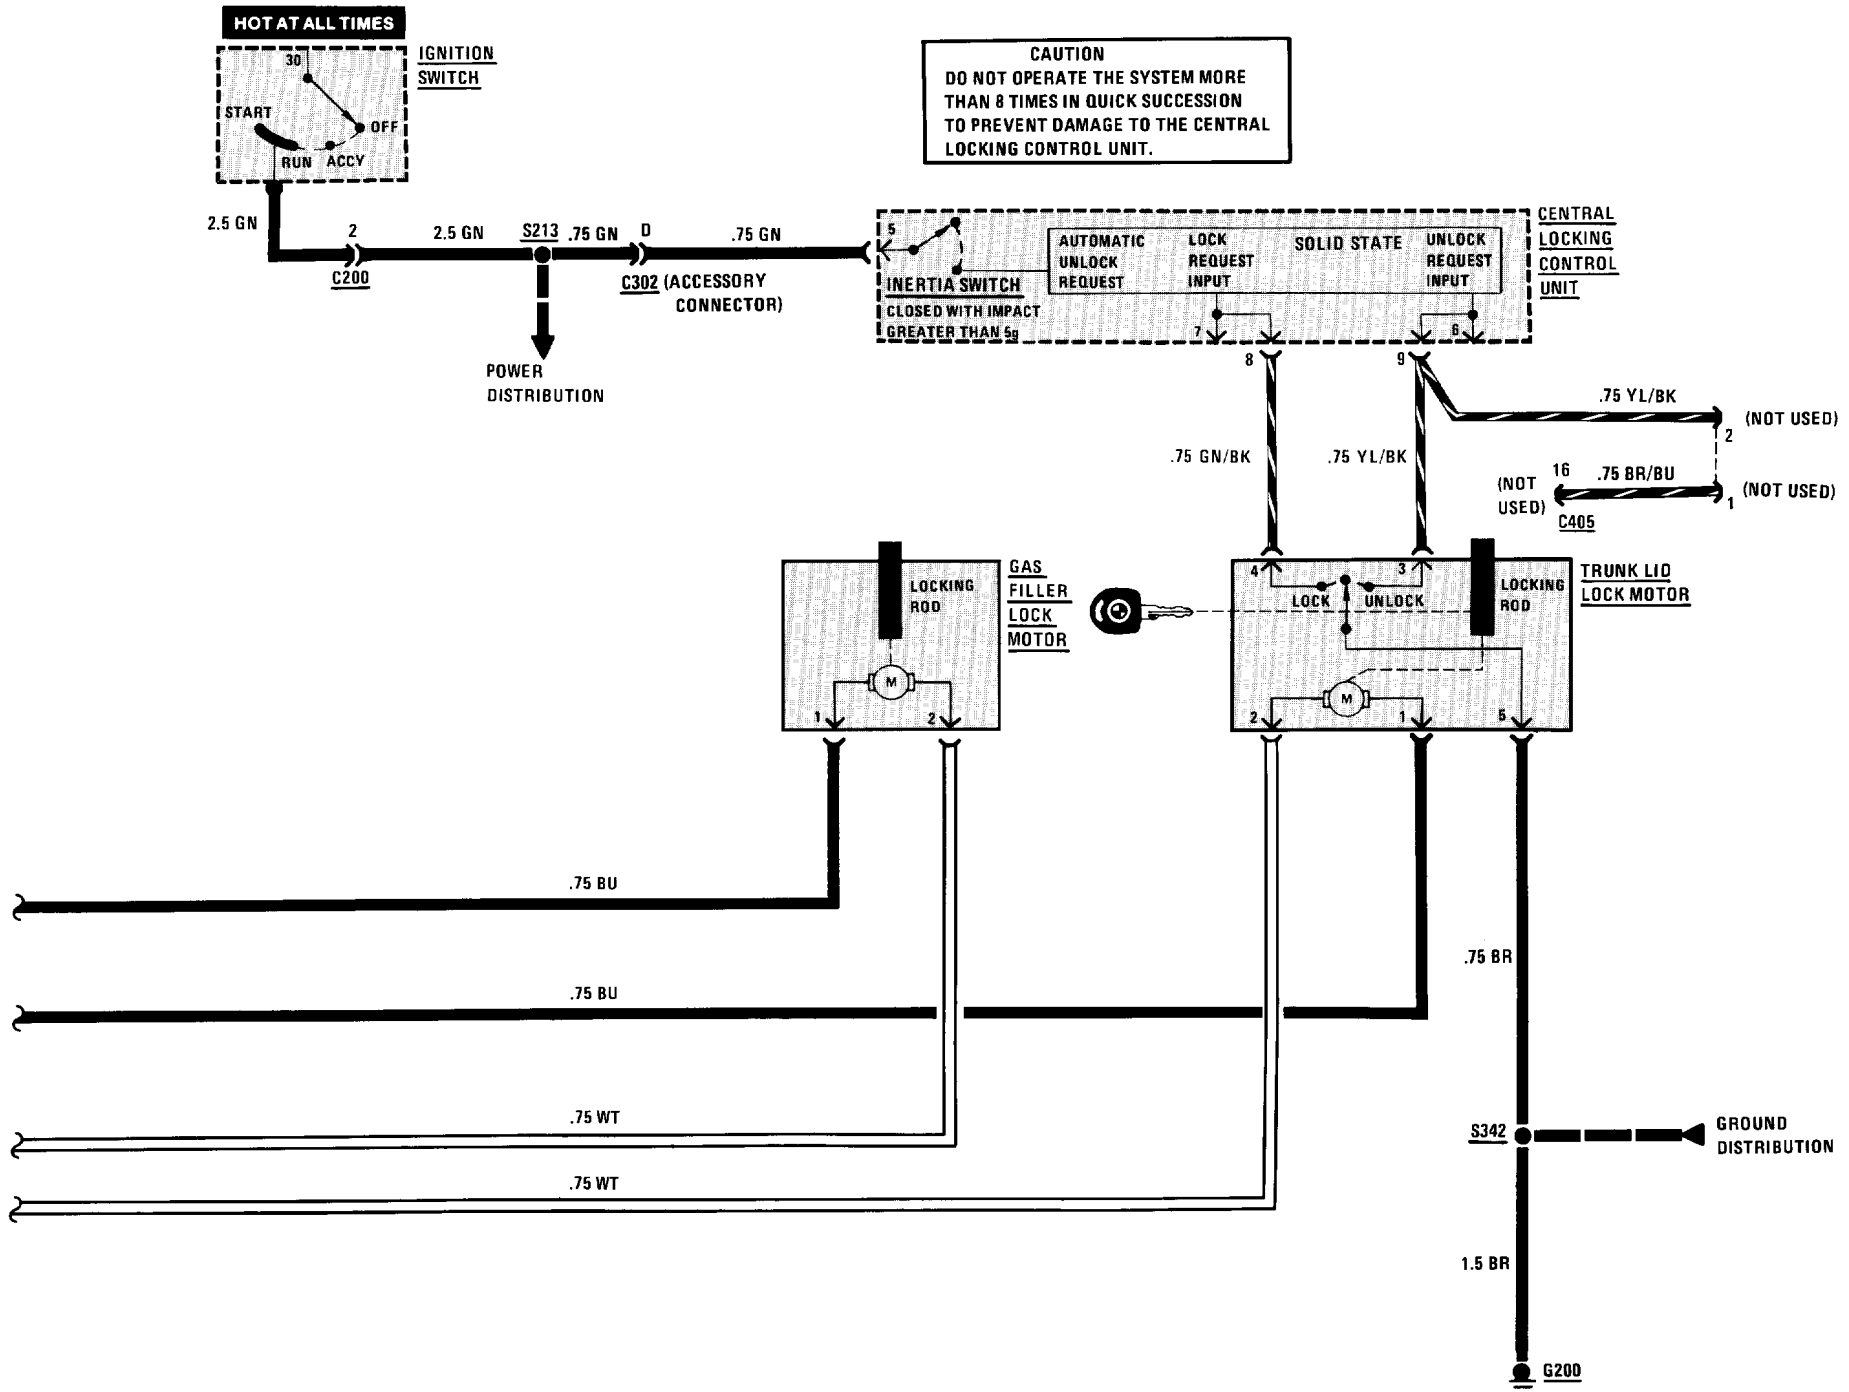 HOT AT ALL TIMES
IGNITION
SWITCH
30
START
OFF
RUN
ACCY
CAUTION
DO NOT OPERATE THE SYSTEM MORE
THAN 8 TIMES IN QUICK SUCCESSION
TO PREVENT DAMAGE TO THE CENTRAL
LOCKING CONTROL UNIT.
2.5 GN
2
C200
2.5 GN
S213
.75 GN
D
C302 (ACCESSORY
CONNECTOR)
.75 GN
POWER
DISTRIBUTION
5
INERTIA SWITCH
CLOSED WITH IMPACT
GREATER THAN 5g
AUTOMATIC
UNLOCK
REQUEST
LOCK
REQUEST
INPUT
SOLID STATE
UNLOCK
REQUEST
INPUT
CENTRAL
LOCKING
CONTROL
UNIT
7
6
8
9
.75 YL/BK
(NOT USED)
2
.75 GN/BK
.75 YL/BK
(NOT
USED)
16
.75 BR/BU
C405
(NOT USED)
1
LOCKING
ROD
GAS
FILLER
LOCK
MOTOR
M
1
2
4
3
LOCK
UNLOCK
LOCKING
ROD
TRUNK LID
LOCK MOTOR
M
2
1
5
.75 BU
.75 BU
.75 BR
.75 WT
.75 WT
S342
GROUND
DISTRIBUTION
1.5 BR
G200